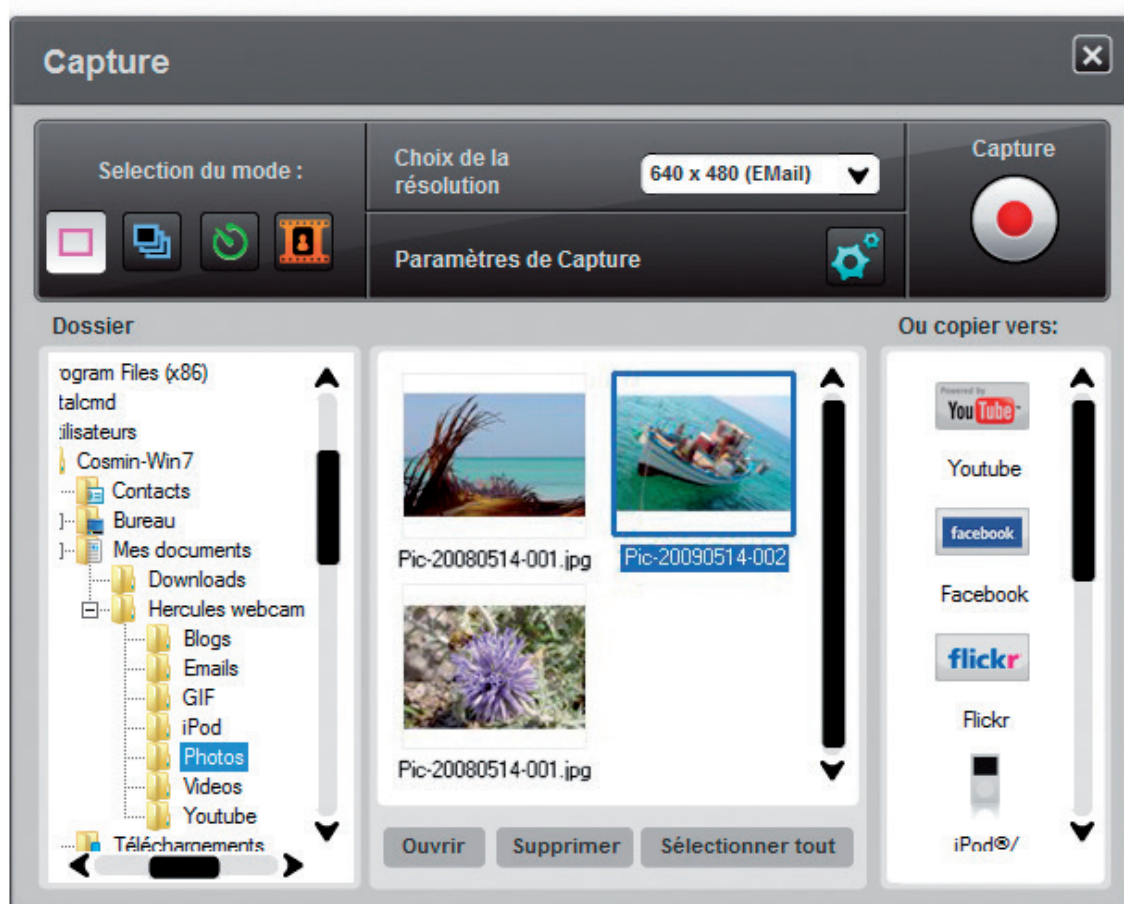 Capture
Selection du mode :
Choix de la
résolution
640 x 480 (EMail)
Paramètres de Capture
Capture
Dossier
ogram Files (x86)
talcmd
ilisateurs
Cosmin-Win7
Contacts
Bureau
Mes documents
Downloads
Hercules webcam
Blogs
Emails
GIF
iPod
Photos
Videos
Youtube
Téléchargements
Pic-20080514-001.jpg
Pic-20090514-002
Pic-20080514-001.jpg
Ouvrir
Supprimer
Sélectionner tout
Ou copier vers:
Powered by
YouTube
Youtube
facebook
Facebook
flickr
Flickr
iPod®/